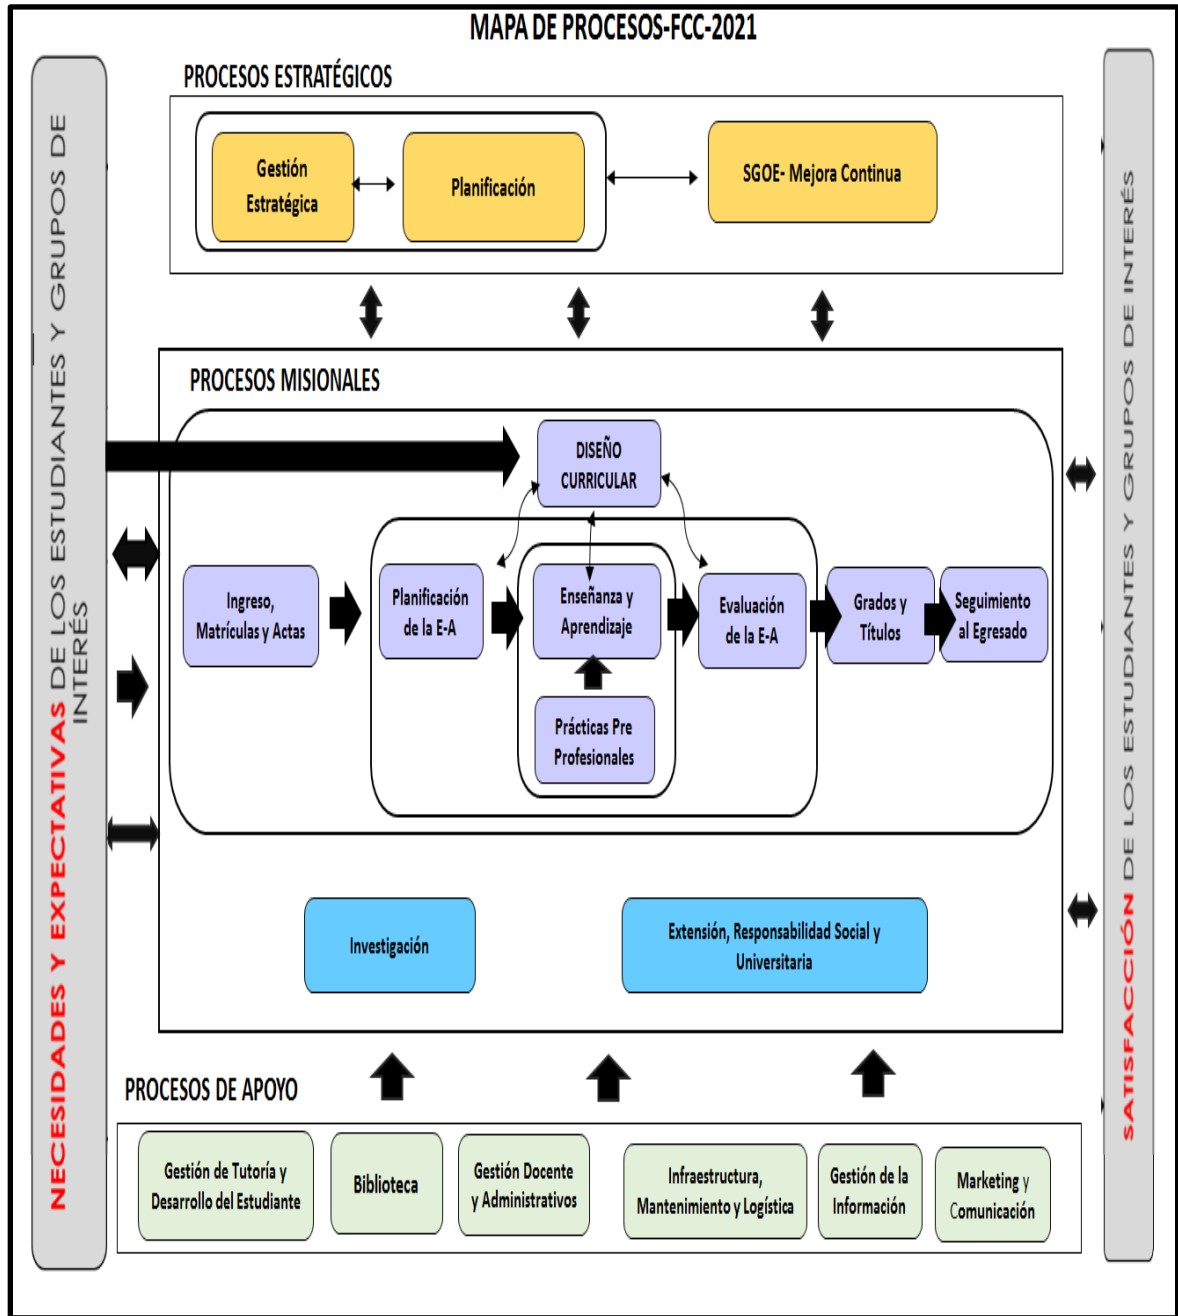 MAPA DE PROCESOS-FCC-2021
NECESIDADES Y EXPECTATIVAS DE LOS ESTUDIANTES Y GRUPOS DE
INTERÉS
PROCESOS ESTRATÉGICOS
Gestión
Estratégica
Planificación
SGOE- Mejora Continua
PROCESOS MISIONALES
DISEÑO
CURRICULAR
Ingreso,
Matrículas y Actas
Planificación
de la E-A
Enseñanza y
Aprendizaje
Evaluación
de la E-A
Grados y
Títulos
Seguimiento
al Egresado
Prácticas Pre
Profesionales
Investigación
Extensión, Responsabilidad Social y
Universitaria
PROCESOS DE APOYO
Gestión de Tutoría y
Desarrollo del Estudiante
Biblioteca
Gestión Docente
y Administrativos
Infraestructura,
Mantenimiento y Logística
Gestión de la
Información
Marketing y
Comunicación
SATISFACCIÓN DE LOS ESTUDIANTES Y GRUPOS DE INTERÉS